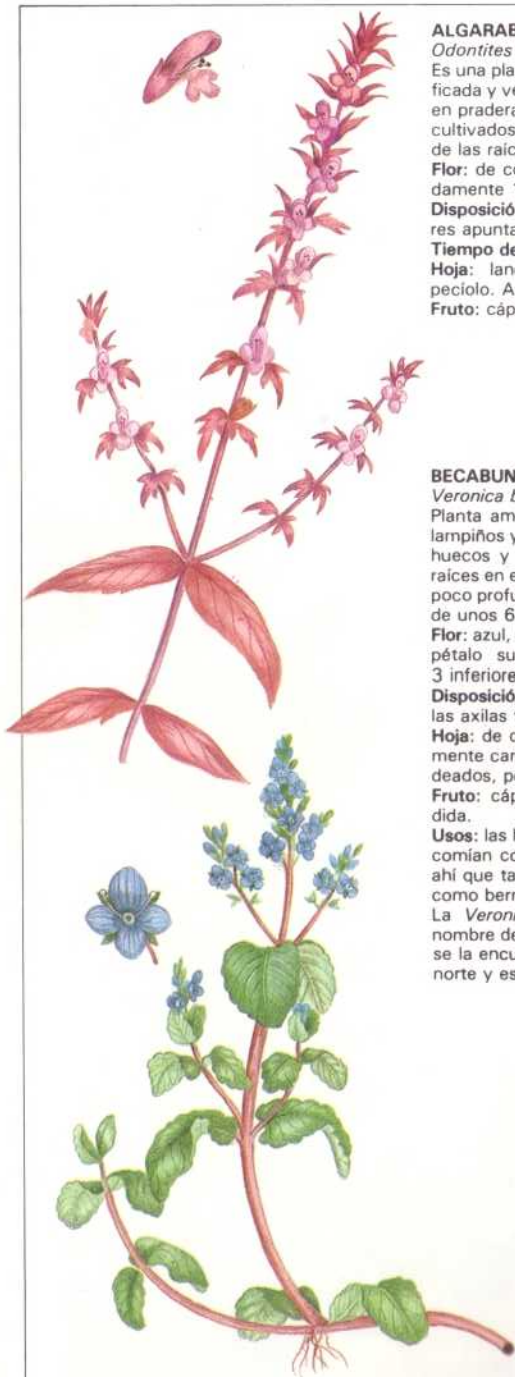 ALGARAB
Odontites
Es una pla
ficada y ve
en pradera
cultivados
de las raíc
Flor: de co
damente 1
Disposició
res apunta
Tiempo de
Hoja: lanc
pecíolo. A
Fruto: cáp
BECABUN
Veronica b
Planta am
lampiños y
huecos y
raíces en e
poco profu
de unos 6
Flor: azul,
pétalo su
3 inferiore
Disposició
las axilas
Hoja: de c
mente car
deados, pe
Fruto: cáp
dida.
Usos: las h
comían co
ahí que ta
como berr
La Veroni
nombre de
se la encu
norte y es